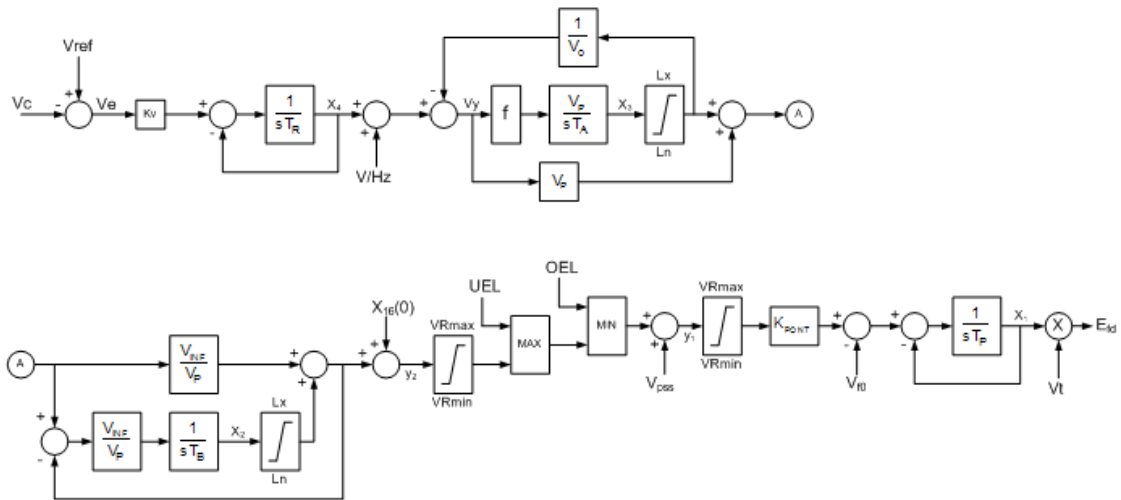 Vref
Vc
-
+
Ve
Kv
+
-
1
sTR
X4
+
+
V/Hz
+
-
Vy
1
Vo
f
VP
sTA
X3
Lx
Ln
VP
+
+
A
A
VINF
VP
+
-
VINF
VP
1
sTB
X2
Lx
Ln
+
+
X16(0)
+
+
y2
VRmax
VRmin
UEL
MAX
OEL
MIN
+
+
Vpss
y1
VRmax
VRmin
KPONT
+
-
Vf0
+
-
1
sTP
X1
X
Efd
Vt